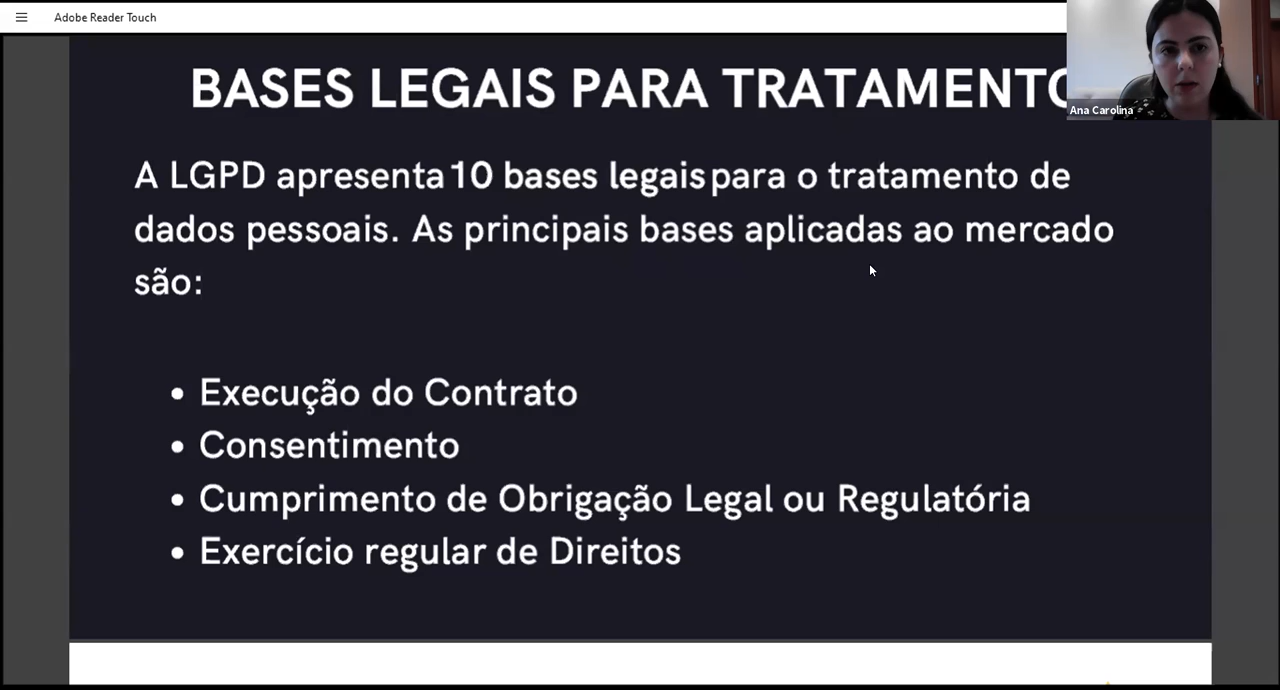 Adobe Reader Touch
BASES LEGAIS PARA TRATAMENTO
Ana Carolina
A LGPD apresenta 10 bases legais para o tratamento de
dados pessoais. As principais bases aplicadas ao mercado
são:
• Execução do Contrato
• Consentimento
• Cumprimento de Obrigação Legal ou Regulatória
• Exercício regular de Direitos